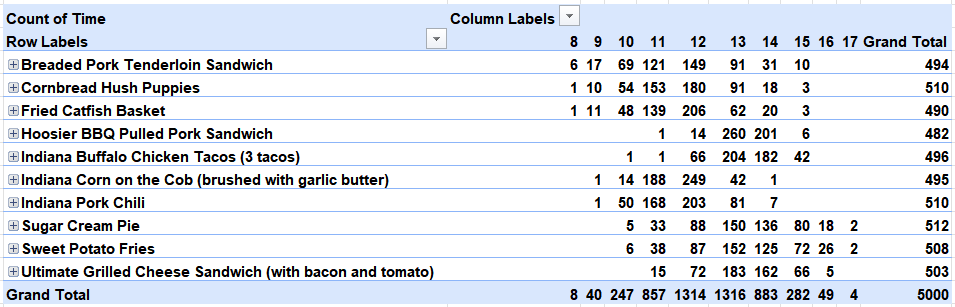 Count of Time Column Labels
Row Labels 8 9 10 11 12 13 14 15 16 17 Grand Total
Breaded Pork Tenderloin Sandwich 6 17 69 121 149 91 31 10 494
Cornbread Hush Puppies 1 10 54 153 180 91 18 3 510
Fried Catfish Basket 1 11 48 139 206 62 20 3 490
Hoosier BBQ Pulled Pork Sandwich 1 14 260 201 6 482
Indiana Buffalo Chicken Tacos (3 tacos) 1 1 66 204 182 42 496
Indiana Corn on the Cob (brushed with garlic butter) 1 14 188 249 42 1 495
Indiana Pork Chili 1 50 168 203 81 7 510
Sugar Cream Pie 5 33 88 150 136 80 18 2 512
Sweet Potato Fries 6 38 87 152 125 72 26 2 508
Ultimate Grilled Cheese Sandwich (with bacon and tomato) 15 72 183 162 66 5 503
Grand Total 8 40 247 857 1314 1316 883 282 49 4 5000